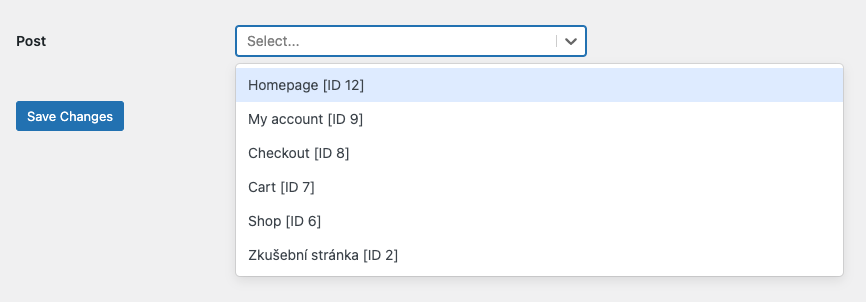 Post
Select...
Homepage [ID 12]
My account [ID 9]
Save Changes
Checkout [ID 8]
Cart [ID 7]
Shop [ID 6]
Zkušební stránka [ID 2]